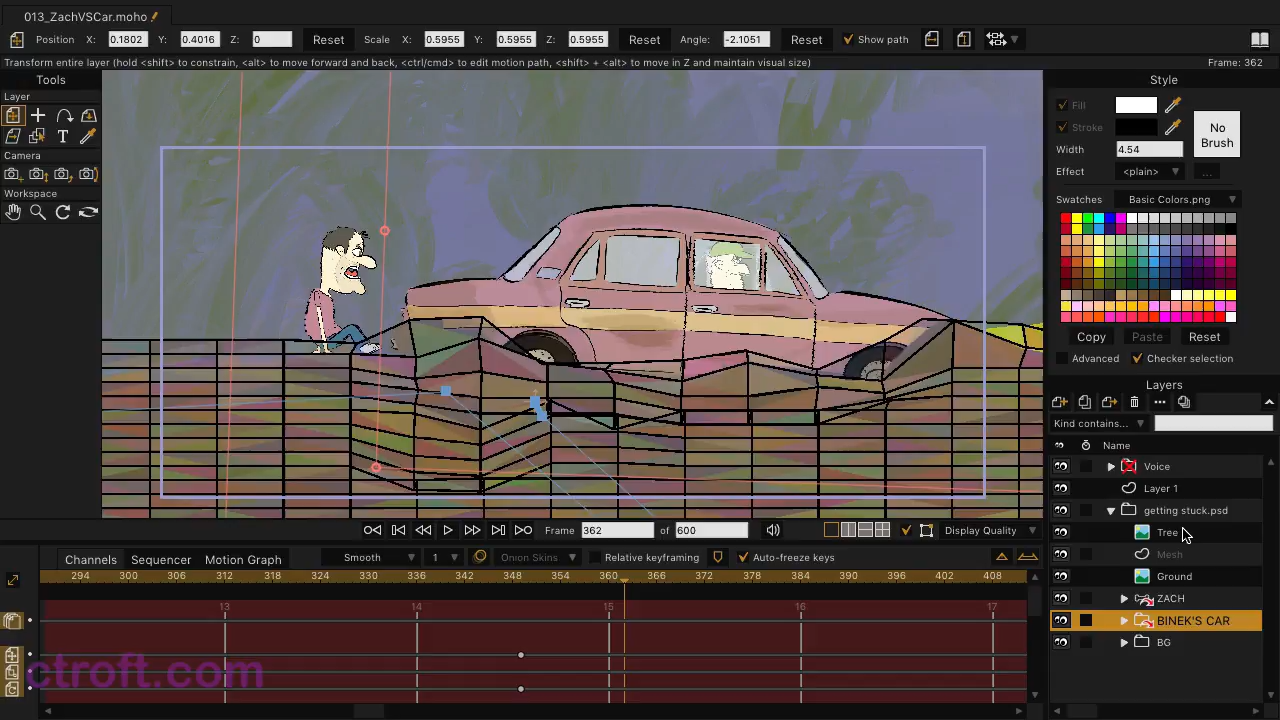 013_ZachVSCar.moho
Position X: 0.1802 Y: 0.4016 Z: 0 Reset Scale X: 0.5955 Y: 0.5955 Z: 0.5955 Reset Angle: -2.1051 Reset Show path
Transform entire layer (hold <shift> to constrain, <alt> to move forward and back, <ctrl/cmd> to edit motion path, <shift> + <alt> to move in Z and maintain visual size) Frame: 362
Tools
Layer
T
Camera
Workspace
Style
Fill
Stroke
No Brush
Width 4.54
Effect <plain> ...
Swatches Basic Colors.png
Copy Paste Reset
Advanced Checker selection
Layers
Kind contains...
Name
Voice
Layer 1
getting stuck.psd
Tree
Mesh
Ground
ZACH
BINEK'S CAR
BG
Frame 362 of 600 Display Quality
Channels Sequencer Motion Graph Smooth 1 Onion Skins Relative keyframing Auto-freeze keys
294 300 306 312 318 324 330 336 342 348 354 360 366 372 378 384 390 396 402 408
13 14 15 16 17
ctroft.com